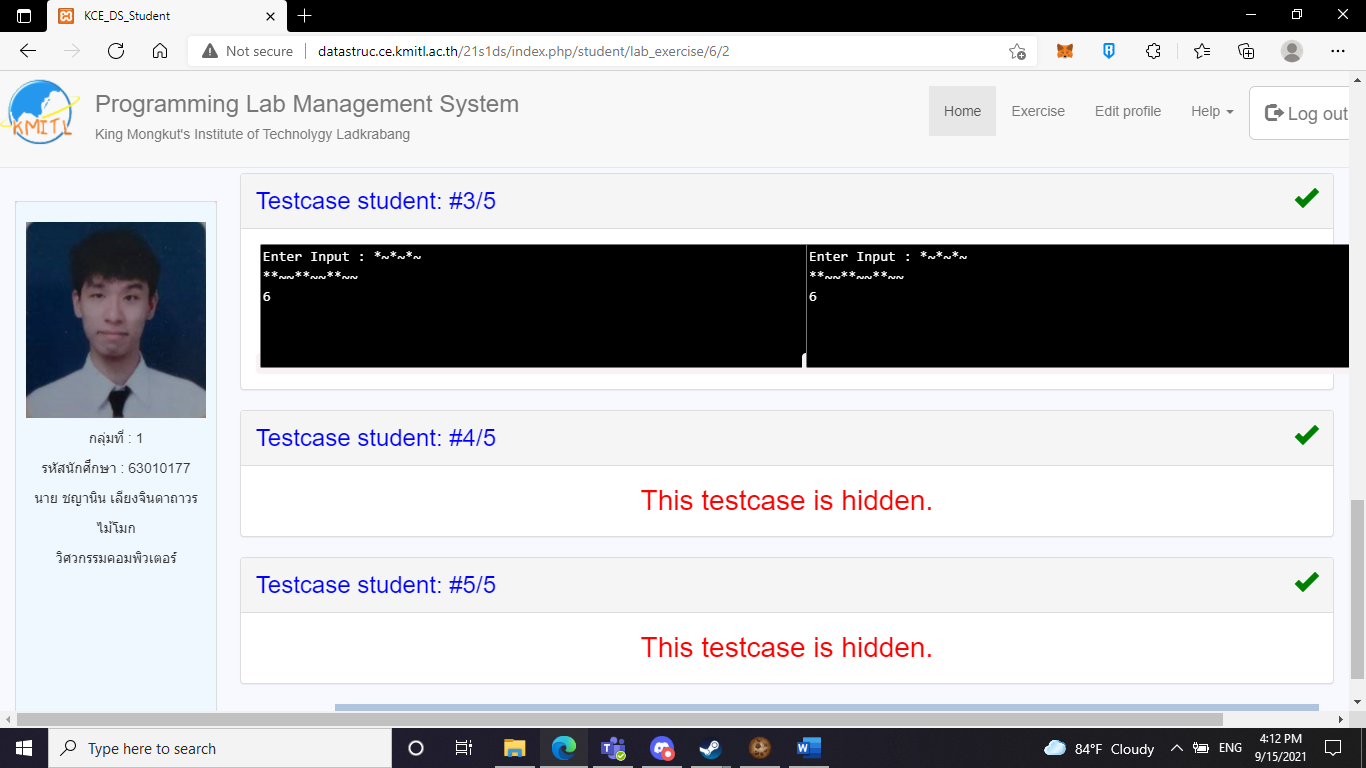 KCE_DS_Student
Not secure
datastruc.ce.kmitl.ac.th/21s1ds/index.php/student/lab_exercise/6/2
KMITL
Programming Lab Management System
King Mongkut's Institute of Technolygy Ladkrabang
Home
Exercise
Edit profile
Help
Log out
กลุ่มที่ : 1
รหัสนักศึกษา : 63010177
นาย ชญานิน เลียงจินดาถาวร
ไม้โมก
วิศวกรรมคอมพิวเตอร์
Testcase student: #3/5
Enter Input : *~*~*~
**~~**~~**~~
6
Enter Input : *~*~*~
**~~**~~**~~
6
Testcase student: #4/5
This testcase is hidden.
Testcase student: #5/5
This testcase is hidden.
Type here to search
84°F Cloudy
ENG
4:12 PM
9/15/2021